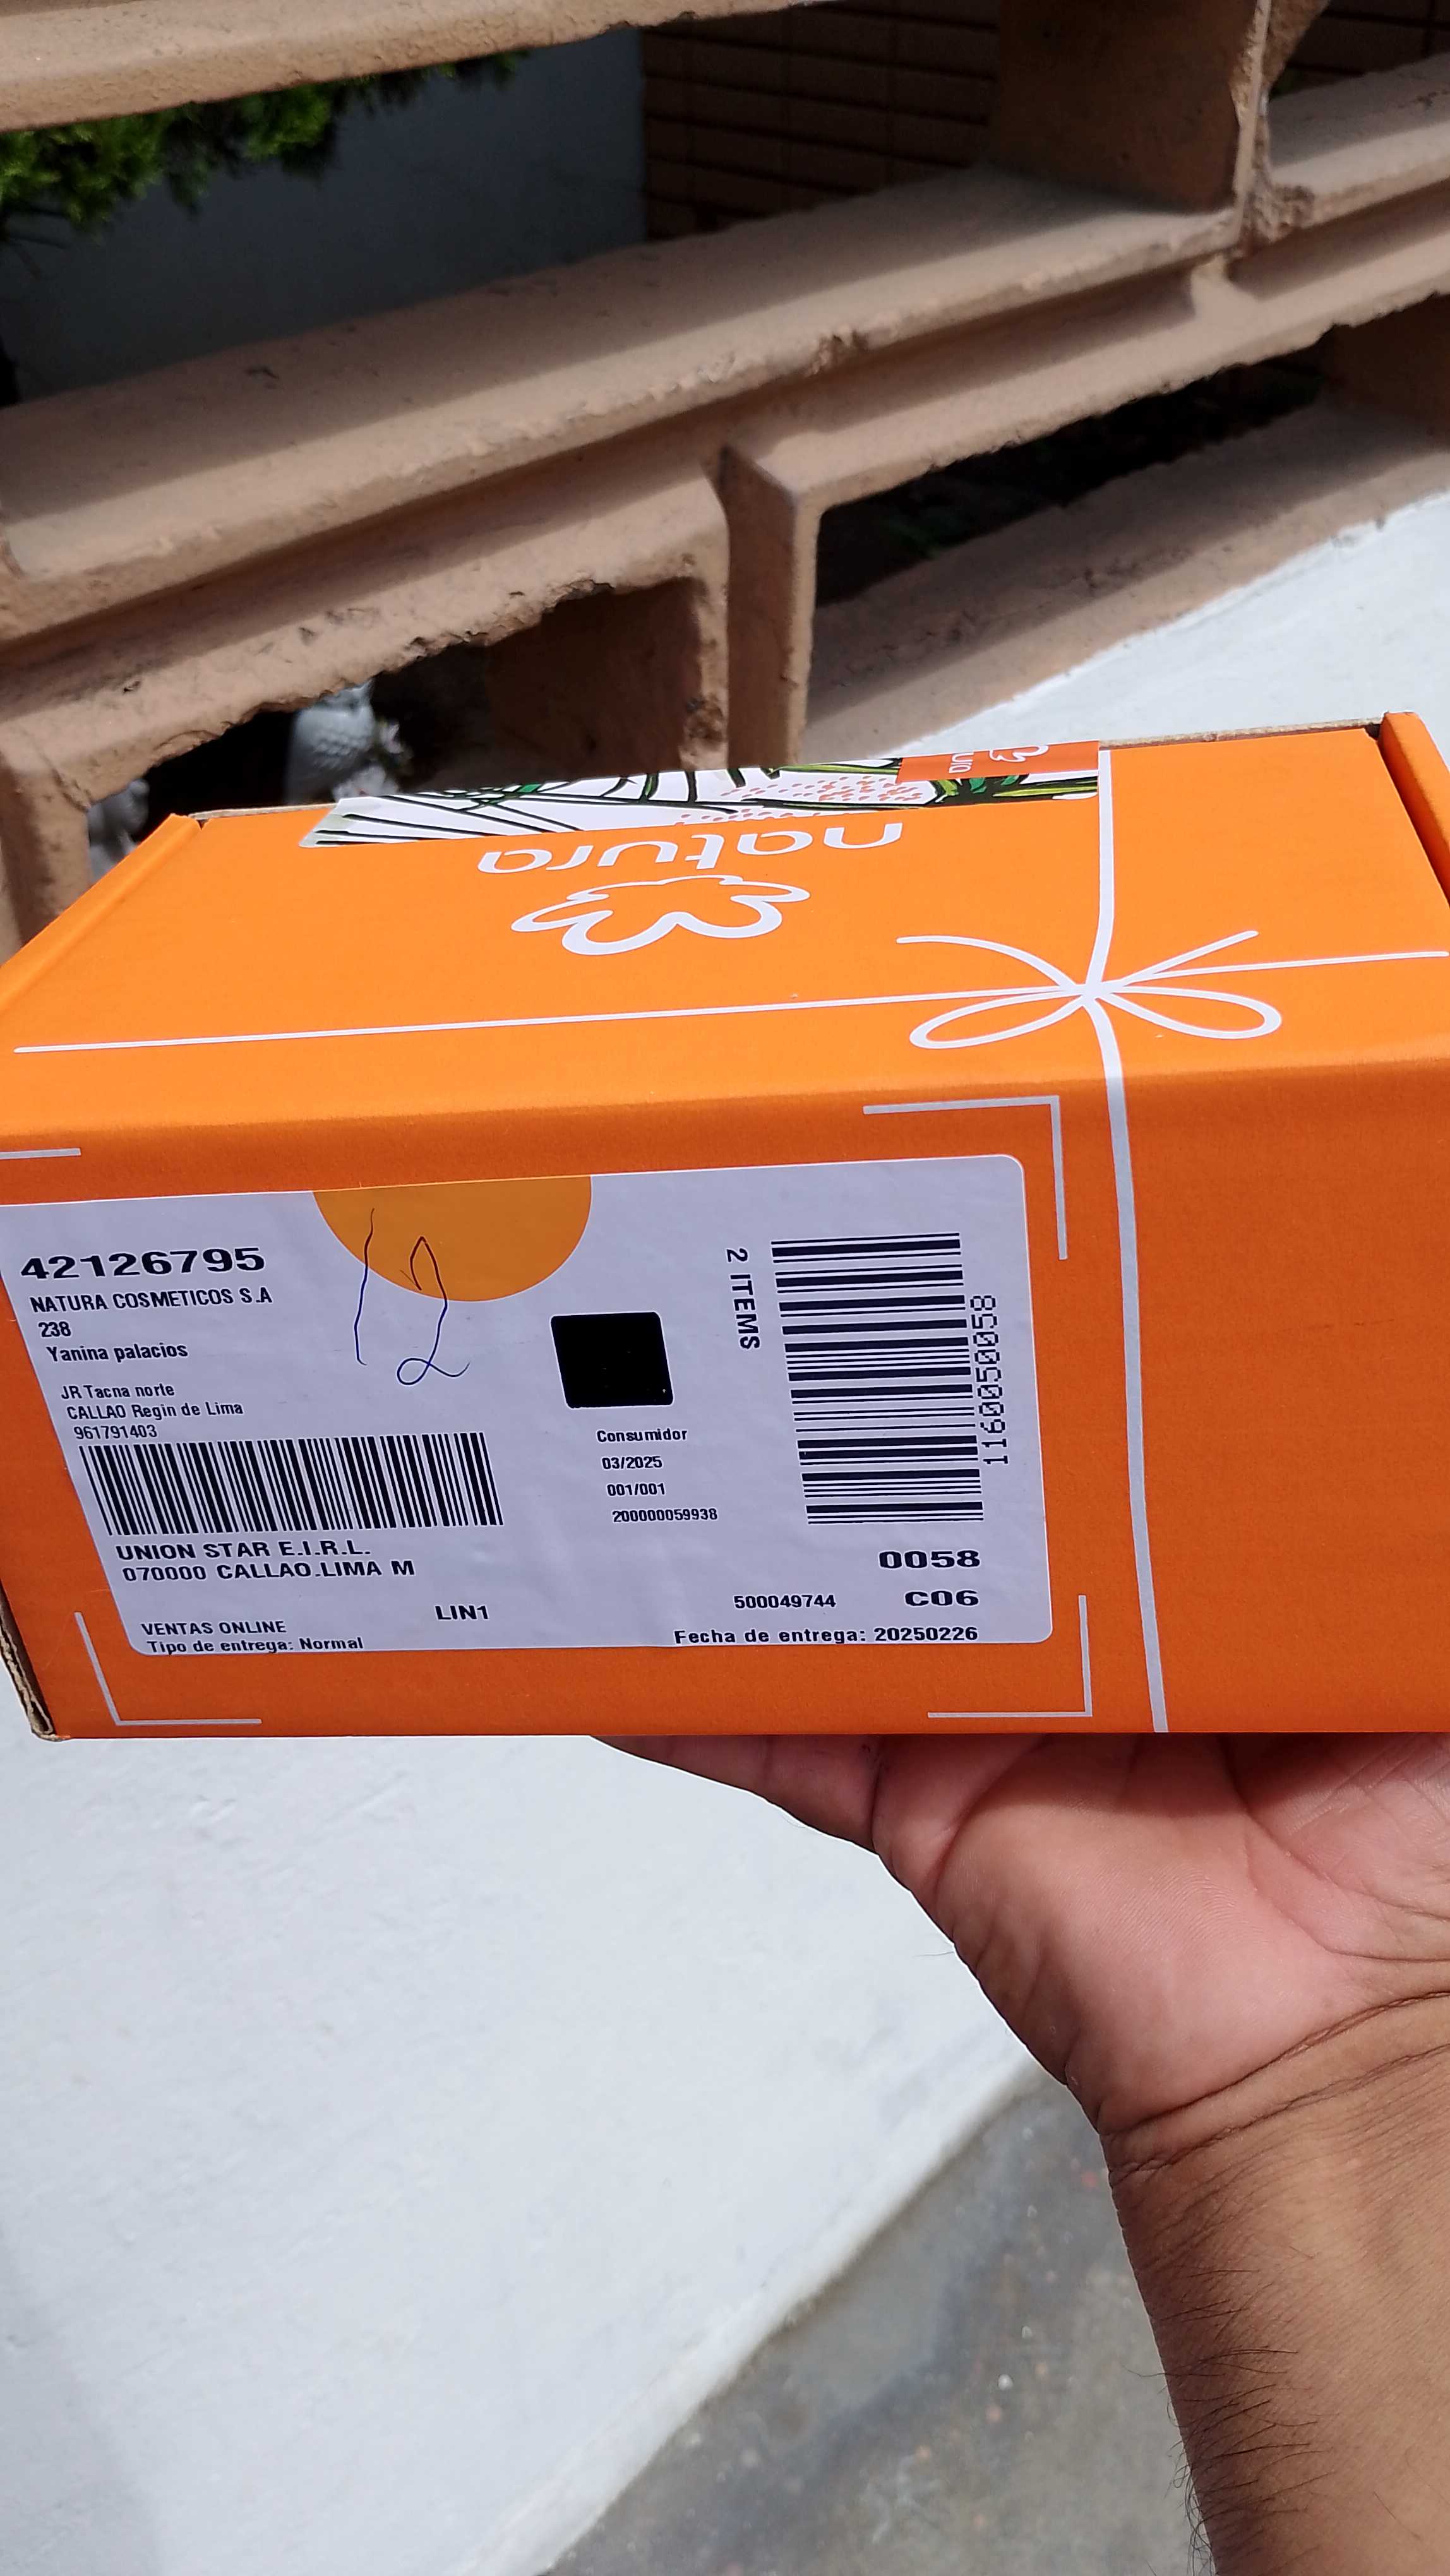 natura
42126795
NATURA COSMETICOS S.A
238
Yanina palacios
JR Tacna norte
CALLAO Regin de Lima
961791403
UNION STAR E.I.R.L.
070000 CALLAO.LIMA M
LIN1
VENTAS ONLINE
Tipo de entrega: Normal
Consumidor
03/2025
001/001
200000059938
2 ITEMS
1160050058
0058
500049744 C06
Fecha de entrega: 20250226